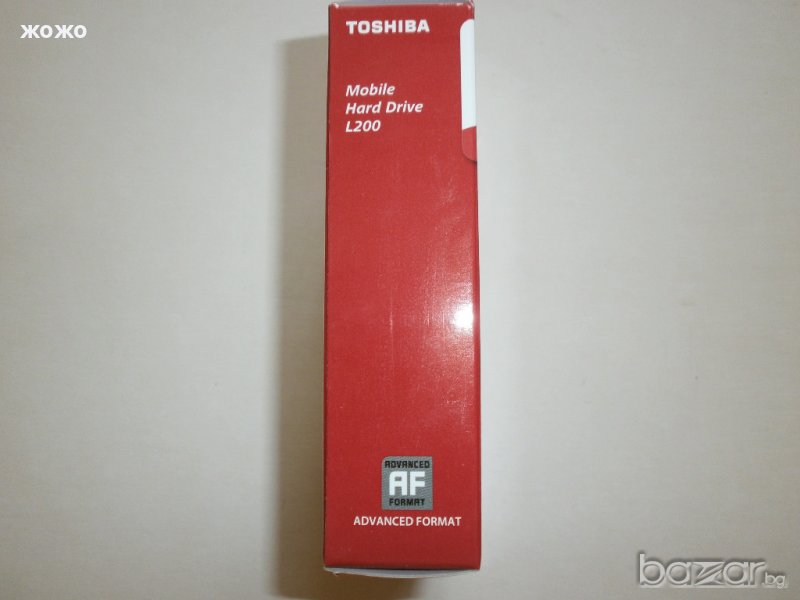 жожо
TOSHIBA
Mobile
Hard Drive
L200
ADVANCED
AF
FORMAT
ADVANCED FORMAT
bazar.bg